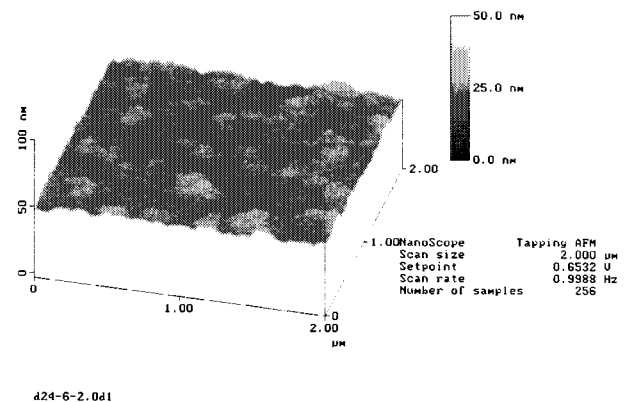 50.0 nm
25.0 nm
0.0 nm
100 nm
50
0
2.00
1.00
0
0
1.00
2.00
µm
NanoScope Tapping AFM
Scan size 2.000 µm
Setpoint 0.6532 V
Scan rate 0.9988 Hz
Number of samples 256
d24-6-2.0d1